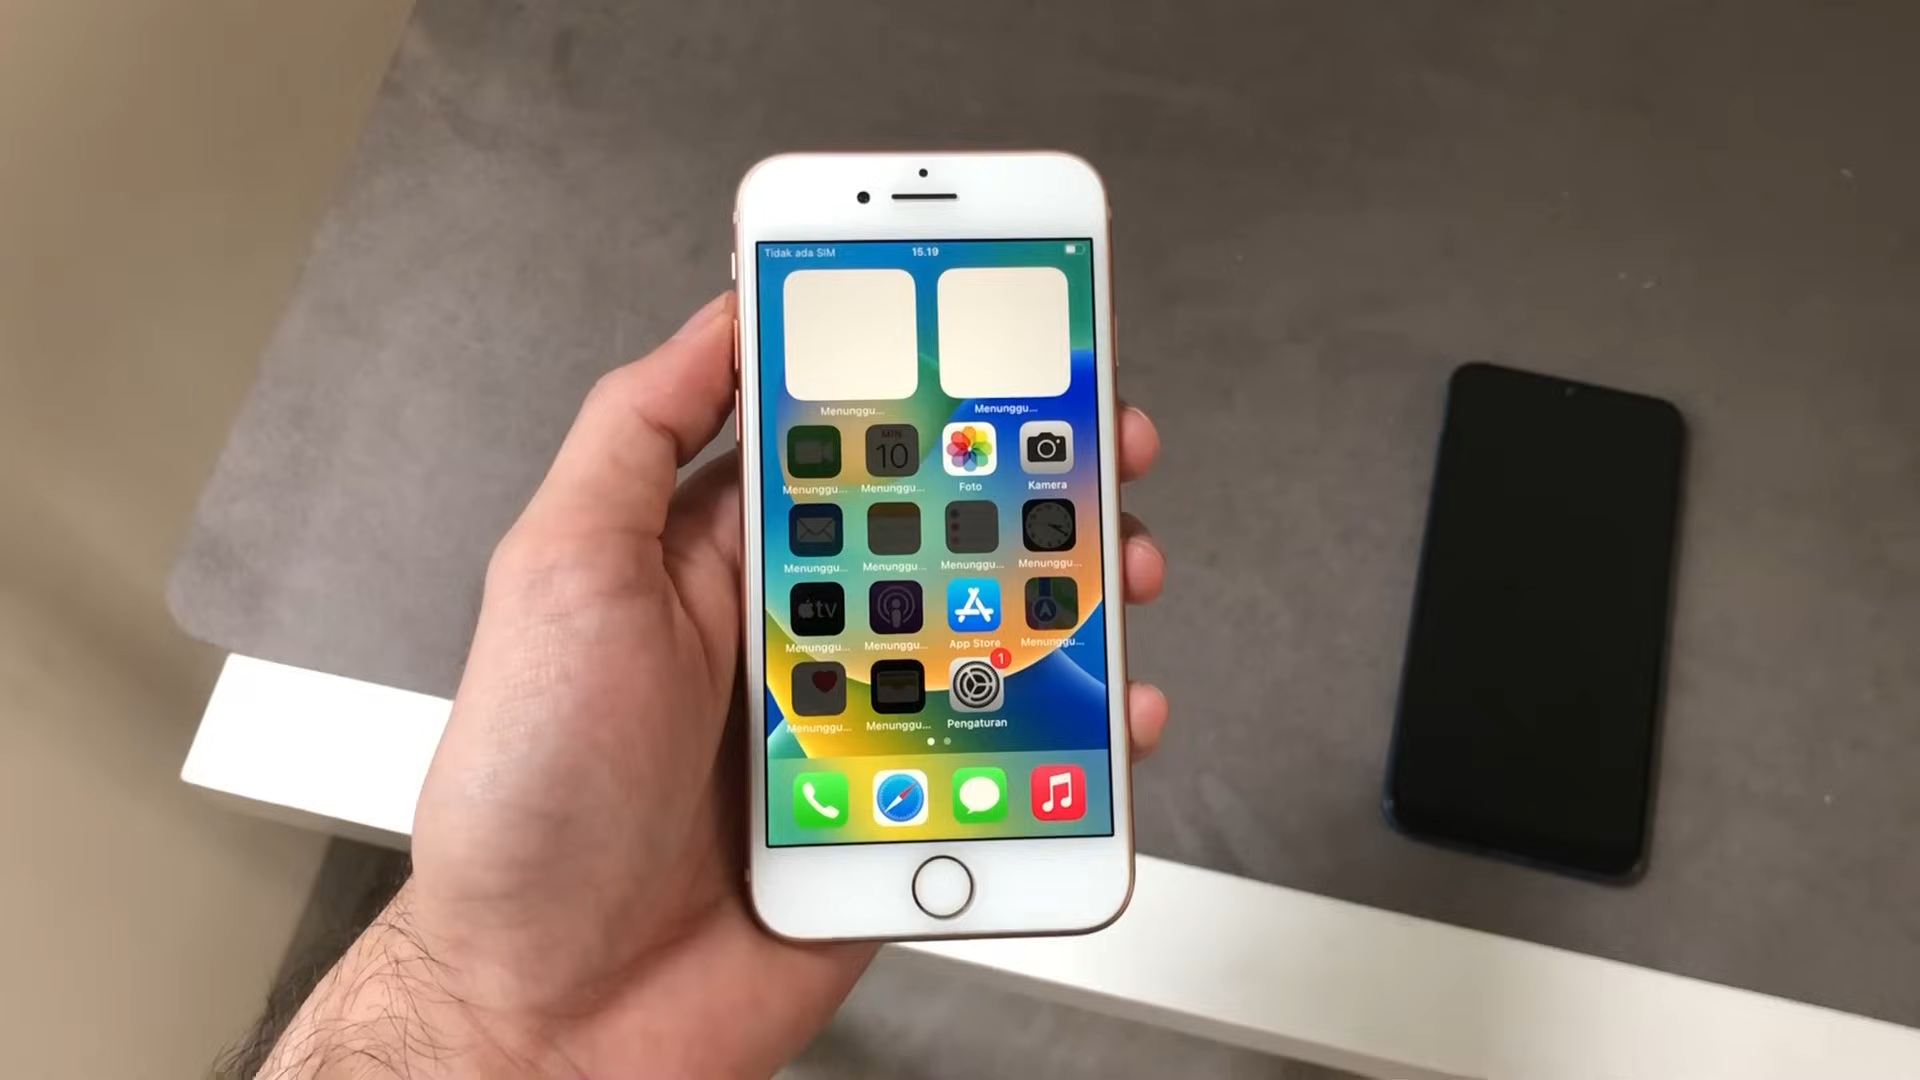 Tidak ada SIM 15.19
Menunggu... Menunggu...
MIN
10
Menunggu... Menunggu... Foto Kamera
Menunggu... Menunggu... Menunggu... Menunggu...
tv
Menunggu... Menunggu... App Store Menunggu...
1
Menunggu... Menunggu... Pengaturan